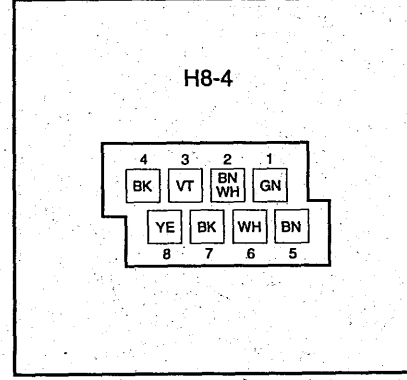 H8-4
4 3 2 1
BK VT BN WH GN
YE BK WH BN
8 7 6 5